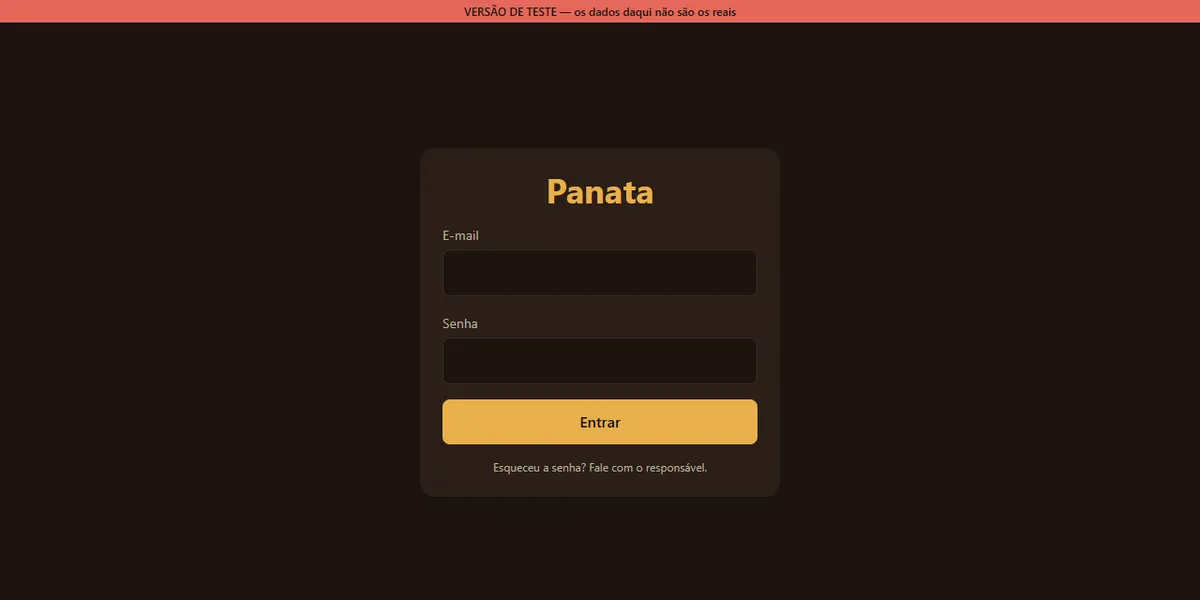 VERSÃO DE TESTE — os dados daqui não são os reais
Panata
E-mail
Senha
Entrar
Esqueceu a senha? Fale com o responsável.